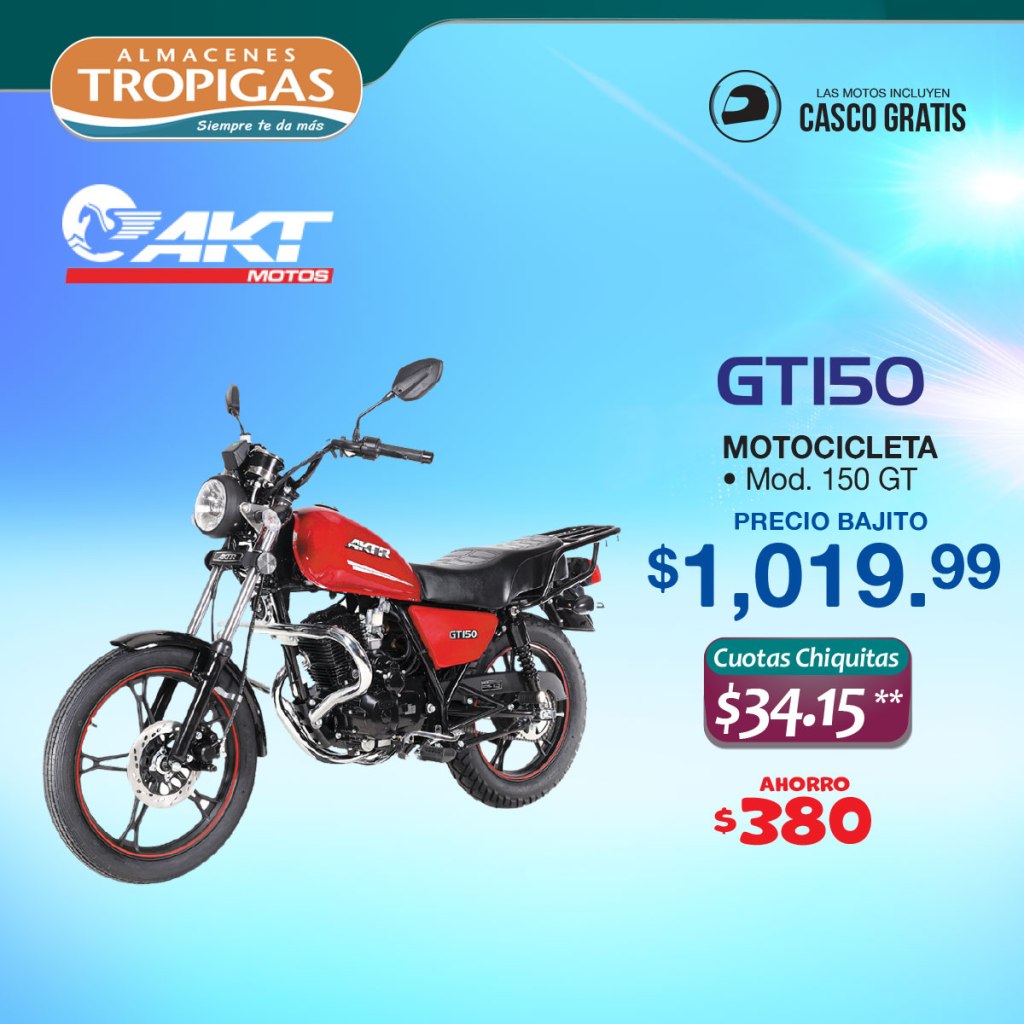 ALMACENES
TROPIGAS
Siempre te da más
LAS MOTOS INCLUYEN
CASCO GRATIS
AKT
MOTOS
GT150
MOTOCICLETA
• Mod. 150 GT
PRECIO BAJITO
$1,019.99
Cuotas Chiquitas
$34.15**
AHORRO
$380
AKTR
GT150